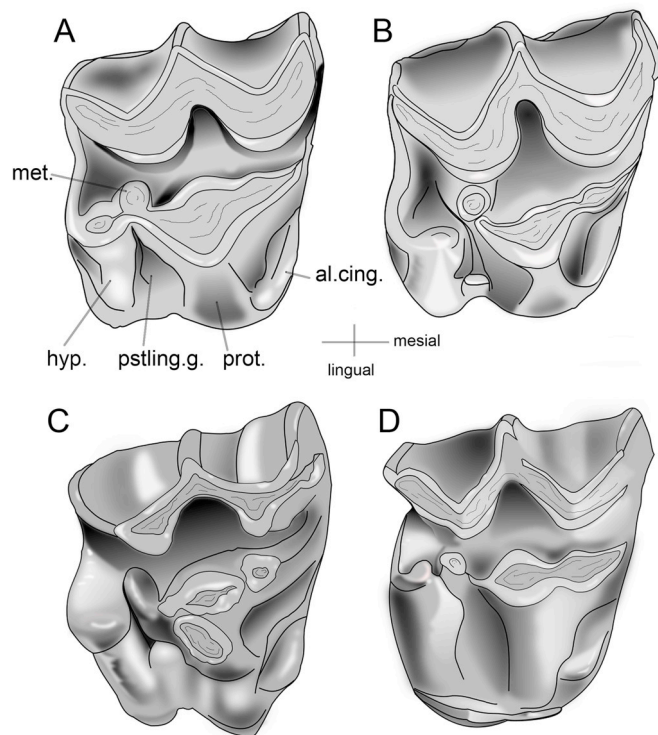 A
B
met.
al.cing.
hyp.
pstling.g.
prot.
mesial
lingual
C
D